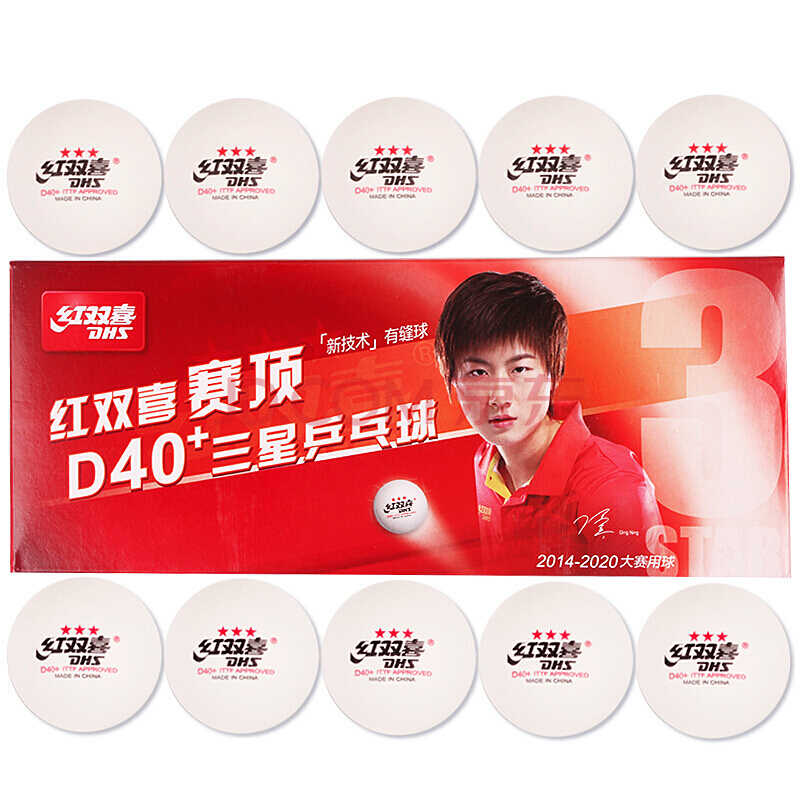 ★★★
红双喜®
DHS
D40+ ITTF APPROVED
MADE IN CHINA
★★★
红双喜®
DHS
D40+ ITTF APPROVED
MADE IN CHINA
★★★
红双喜®
DHS
D40+ ITTF APPROVED
MADE IN CHINA
★★★
红双喜®
DHS
D40+ ITTF APPROVED
MADE IN CHINA
★★★
红双喜®
DHS
D40+ ITTF APPROVED
MADE IN CHINA
红双喜
DHS
「新技术」有缝球
红双喜赛顶
D40+三星乒乓球
3
STAR
红双喜
DHS
Ding Ning
2014-2020大赛用球
★★★
红双喜®
DHS
D40+ ITTF APPROVED
MADE IN CHINA
★★★
红双喜®
DHS
D40+ ITTF APPROVED
MADE IN CHINA
★★★
红双喜®
DHS
D40+ ITTF APPROVED
MADE IN CHINA
★★★
红双喜®
DHS
D40+ ITTF APPROVED
MADE IN CHINA
★★★
红双喜®
DHS
D40+ ITTF APPROVED
MADE IN CHINA